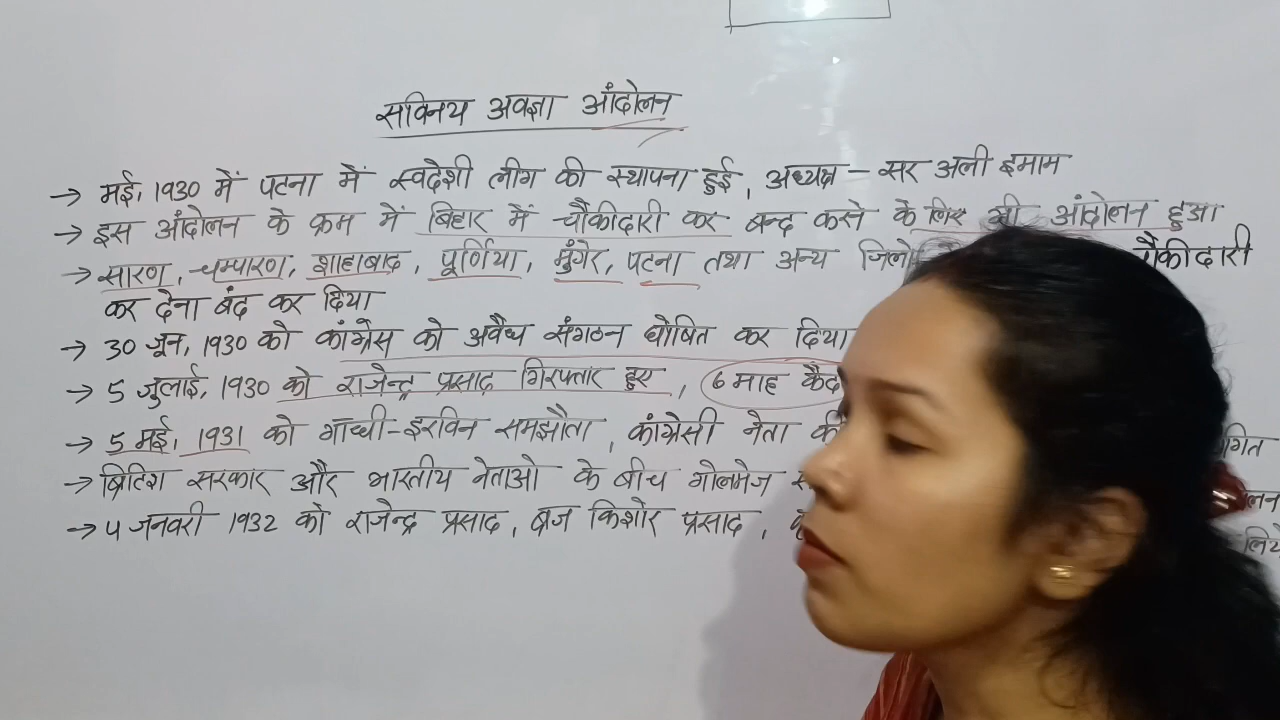 सविनय अवज्ञा आंदोलन
→ मई, 1930 में पटना में स्वदेशी लीग की स्थापना हुई, अध्यक्ष – सर अली इमाम
→ इस आंदोलन के क्रम में बिहार में चौकीदारी कर बन्द करने के लिए भी आंदोलन हुआ
→ सारण, चम्पारण, शाहाबाद, पूर्णिया, मुंगेर, पटना तथा अन्य जिलो चौकीदारी
कर देना बंद कर दिया
→ 30 जून, 1930 को कांग्रेस को अवैध संगठन घोषित कर दिया
→ 5 जुलाई, 1930 को राजेन्द्र प्रसाद गिरफ्तार हुए, 6 माह कैद
→ 5 मई, 1931 को गाँधी-इरविन समझौता, कांग्रेसी नेता
→ ब्रिटिश सरकार और भारतीय नेताओ के बीच गोलमेज
→ 4 जनवरी 1932 को राजेन्द्र प्रसाद, ब्रज किशोर प्रसाद,